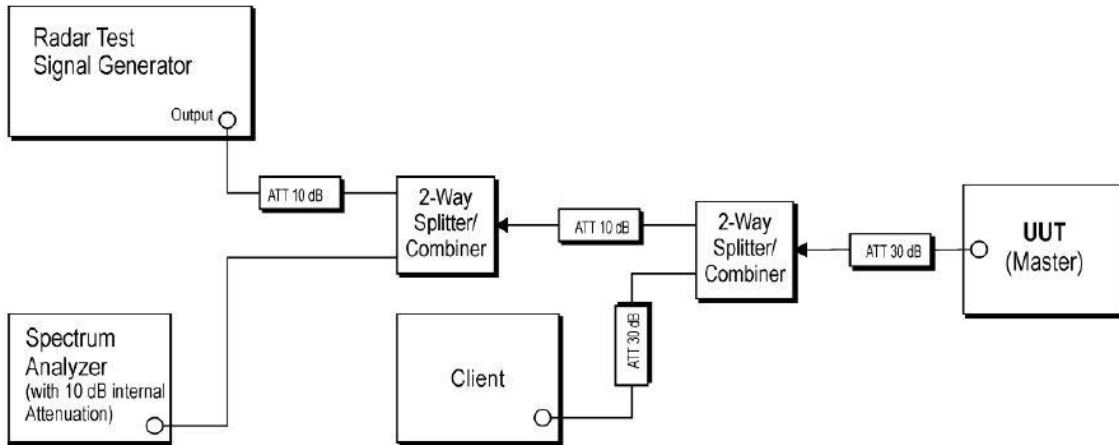 Radar Test
Signal Generator
Output
ATT 10 dB
2-Way
Splitter/
Combiner
ATT 10 dB
2-Way
Splitter/
Combiner
ATT 30 dB
UUT
(Master)
Spectrum
Analyzer
(with 10 dB internal
Attenuation)
Client
ATT 30 dB